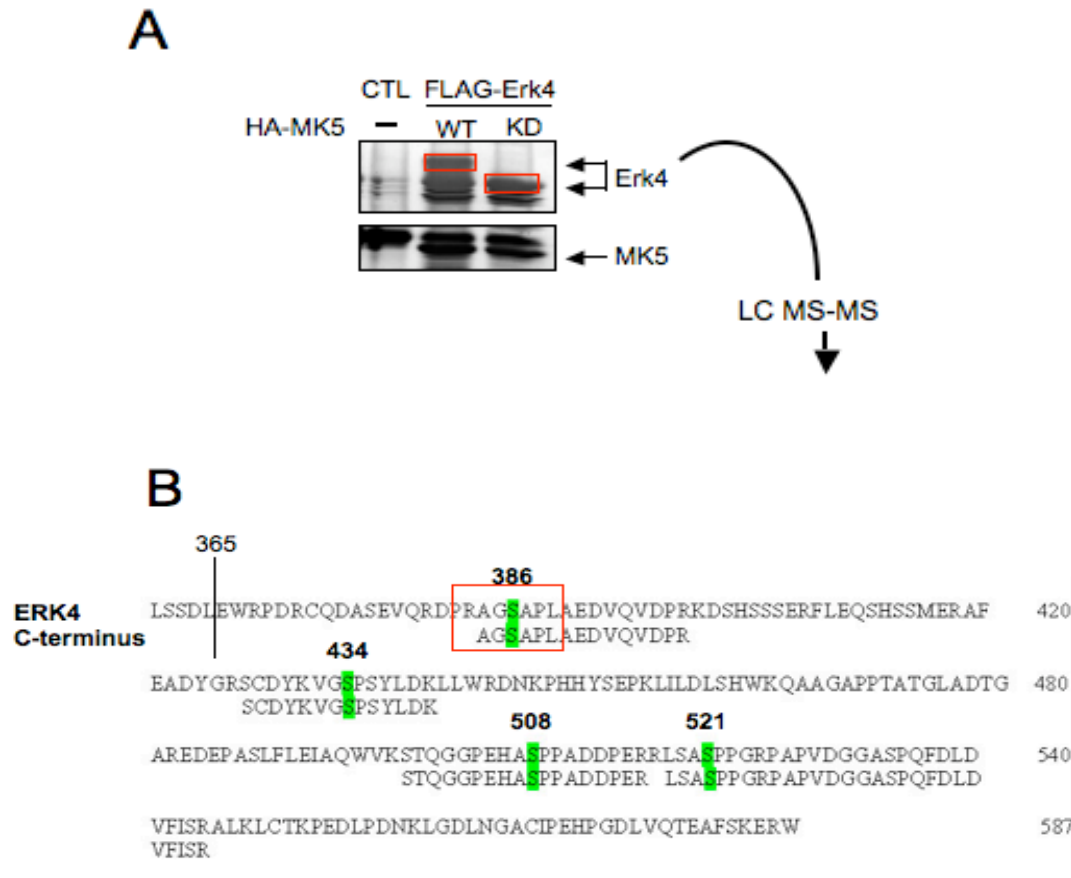 A
CTL FLAG-Erk4
HA-MK5 – WT KD
Erk4
MK5
LC MS-MS
B
365
386
ERK4 LSSDLEWRPDRCQDASEVQRDPRAGSAPLAEDVQVDPRKDSHSSSERFLEQSHSSMERAF 420
C-terminus AGSAPLAEDVQVDPR
434
EADYGRSCDYKVGSPSYLDKLLWRDNKPHHYSEPKLILDLSHWKQAAGAPPTATGLADTG 480
SCDYKVGSPSYLDK
508 521
AREDEPASLFLEIAQWVKSTQGGPEHASPPADDPERRLSASPPGRPAPVDGGASPQFDLD 540
STQGGPEHASPPADDPER LSASPPGRPAPVDGGASPQFDLD
VFISRALKLCTKPEDLPDNKLGDLNGACIPEHPGDLVQTEAFSKERW 587
VFISR